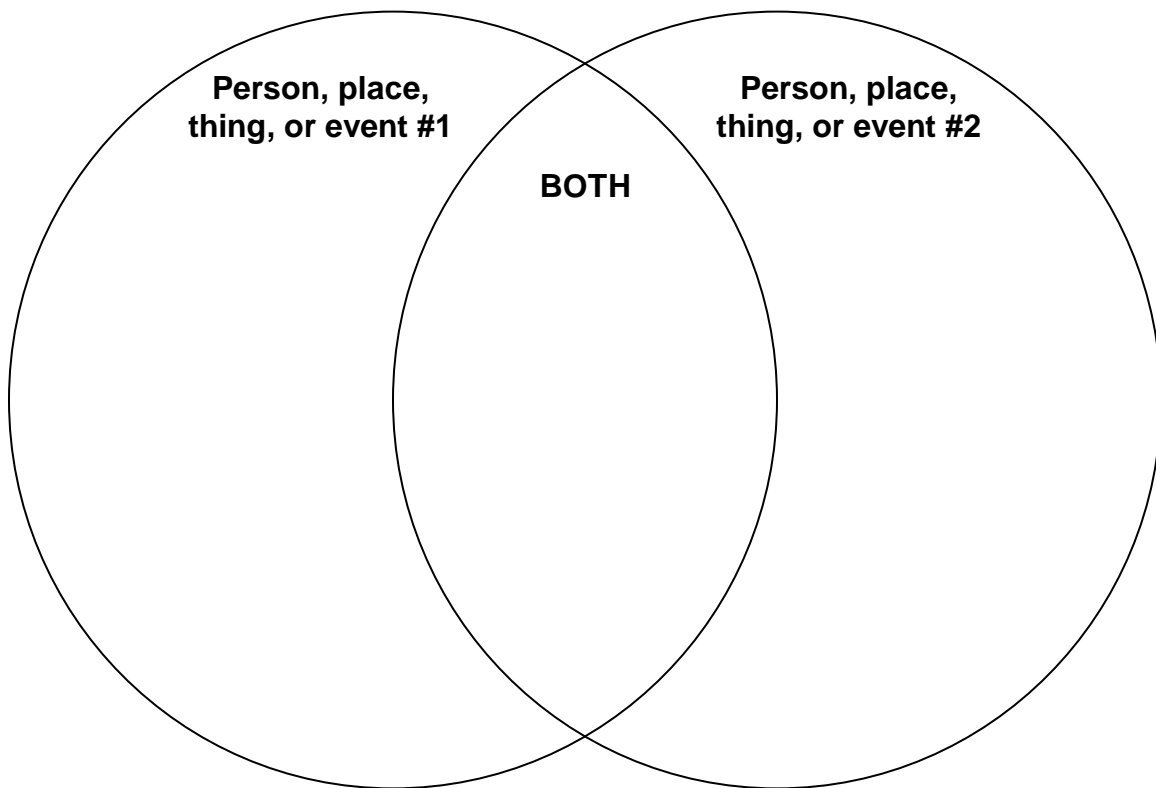 Person, place,
thing, or event #1
Person, place,
thing, or event #2
BOTH